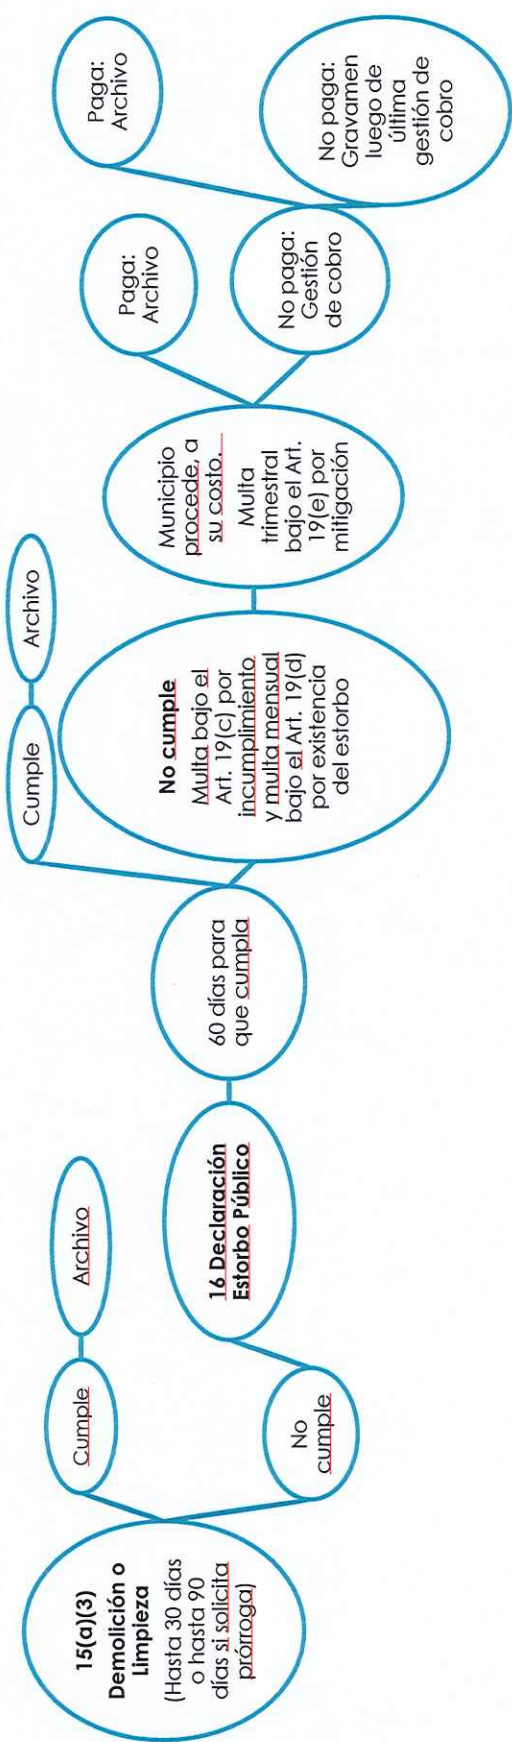 15(a)(3)
Demolición o
Limpieza
(Hasta 30 días
o hasta 90
días si solicita
prórroga)
Cumple
Archivo
No
cumple
16 Declaración
Estorbo Público
60 días para
que cumpla
Cumple
Archivo
No cumple
Multa bajo el
Art. 19(c) por
incumplimiento
y multa mensual
bajo el Art. 19(d)
por existencia
del estorbo
Municipio
procede, a
su costo.
Multa
trimestral
bajo el Art.
19(e) por
mitigación
Paga:
Archivo
No paga:
Gestión
de cobro
Paga:
Archivo
No paga:
Gravamen
luego de
última
gestión de
cobro